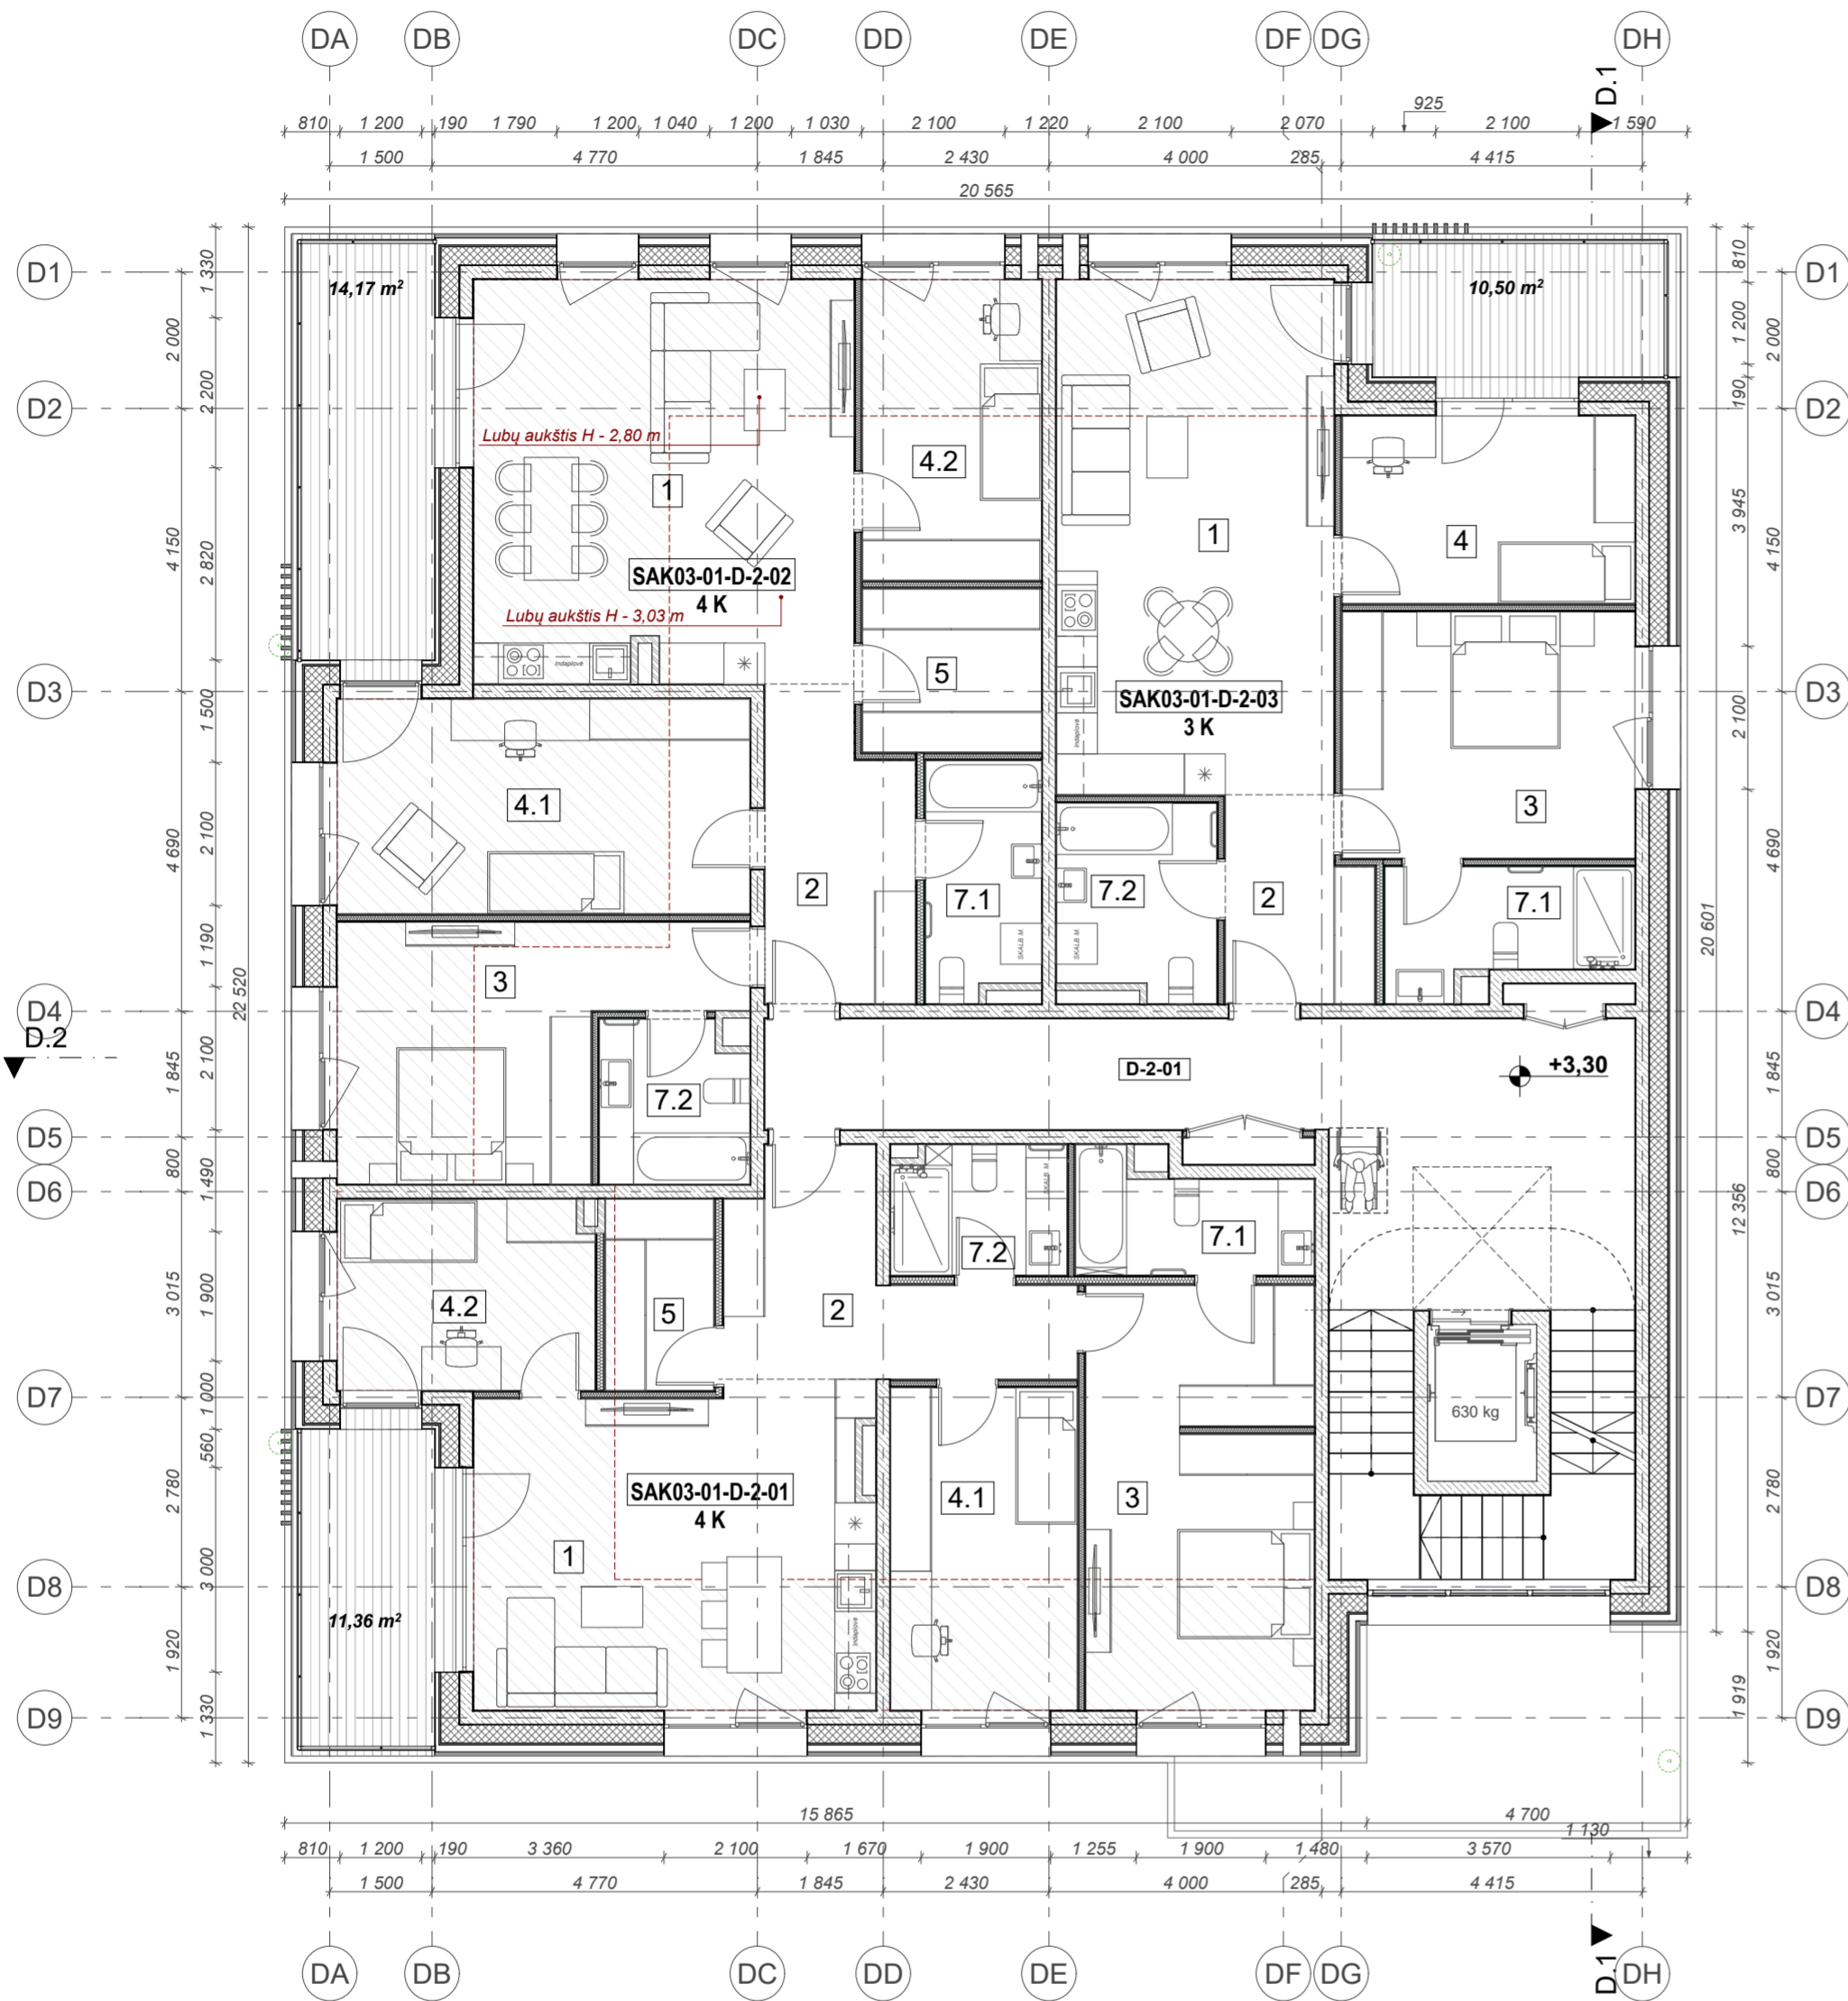 DA DB DC DD DE DF DG DH
D.1
925
810 1 200 190 1 790 1 200 1 040 1 200 1 030 2 100 1 220 2 100 2 070 2 100 1 590
1 500 4 770 1 845 2 430 4 000 285 4 415
20 565
D1 1 330 810 D1
14,17 m² 10,50 m²
2 000 1 200 2 000
2 200 190
D2 D2
Lubų aukštis H - 2,80 m
4.2
1
1 3 945
4 150 2 820 4 4 150
SAK03-01-D-2-02
4 K
Lubų aukštis H - 3,03 m
Indaplovė
5
D3 D3
SAK03-01-D-2-03
3 K
1 500 2 100
Indaplovė
4.1 3
4 690 2 100 4 690
2 7.1 7.2 2 7.1
1 190 20 601
SKALB.M. SKALB.M.
3
22 520
D4 D4
D.2
D-2-01 +3,30
1 845 2 100 1 845
7.2
D5 D5
800 1 490 800
SKALB.M.
D6 D6
12 356
7.2 7.1
3 015 1 900 4.2 5 2 3 015
D7 1 000 D7
630 kg
560
2 780 SAK03-01-D-2-01 4.1 3 2 780
4 K
1
3 000
D8 D8
11,36 m²
Indaplovė
1 920 1 920
1 919
D9 1 330 D9
15 865 4 700
1 130
810 1 200 190 3 360 2 100 1 670 1 900 1 255 1 900 1 480 3 570
1 500 4 770 1 845 2 430 4 000 285 4 415
D.1
DA DB DC DD DE DF DG DH